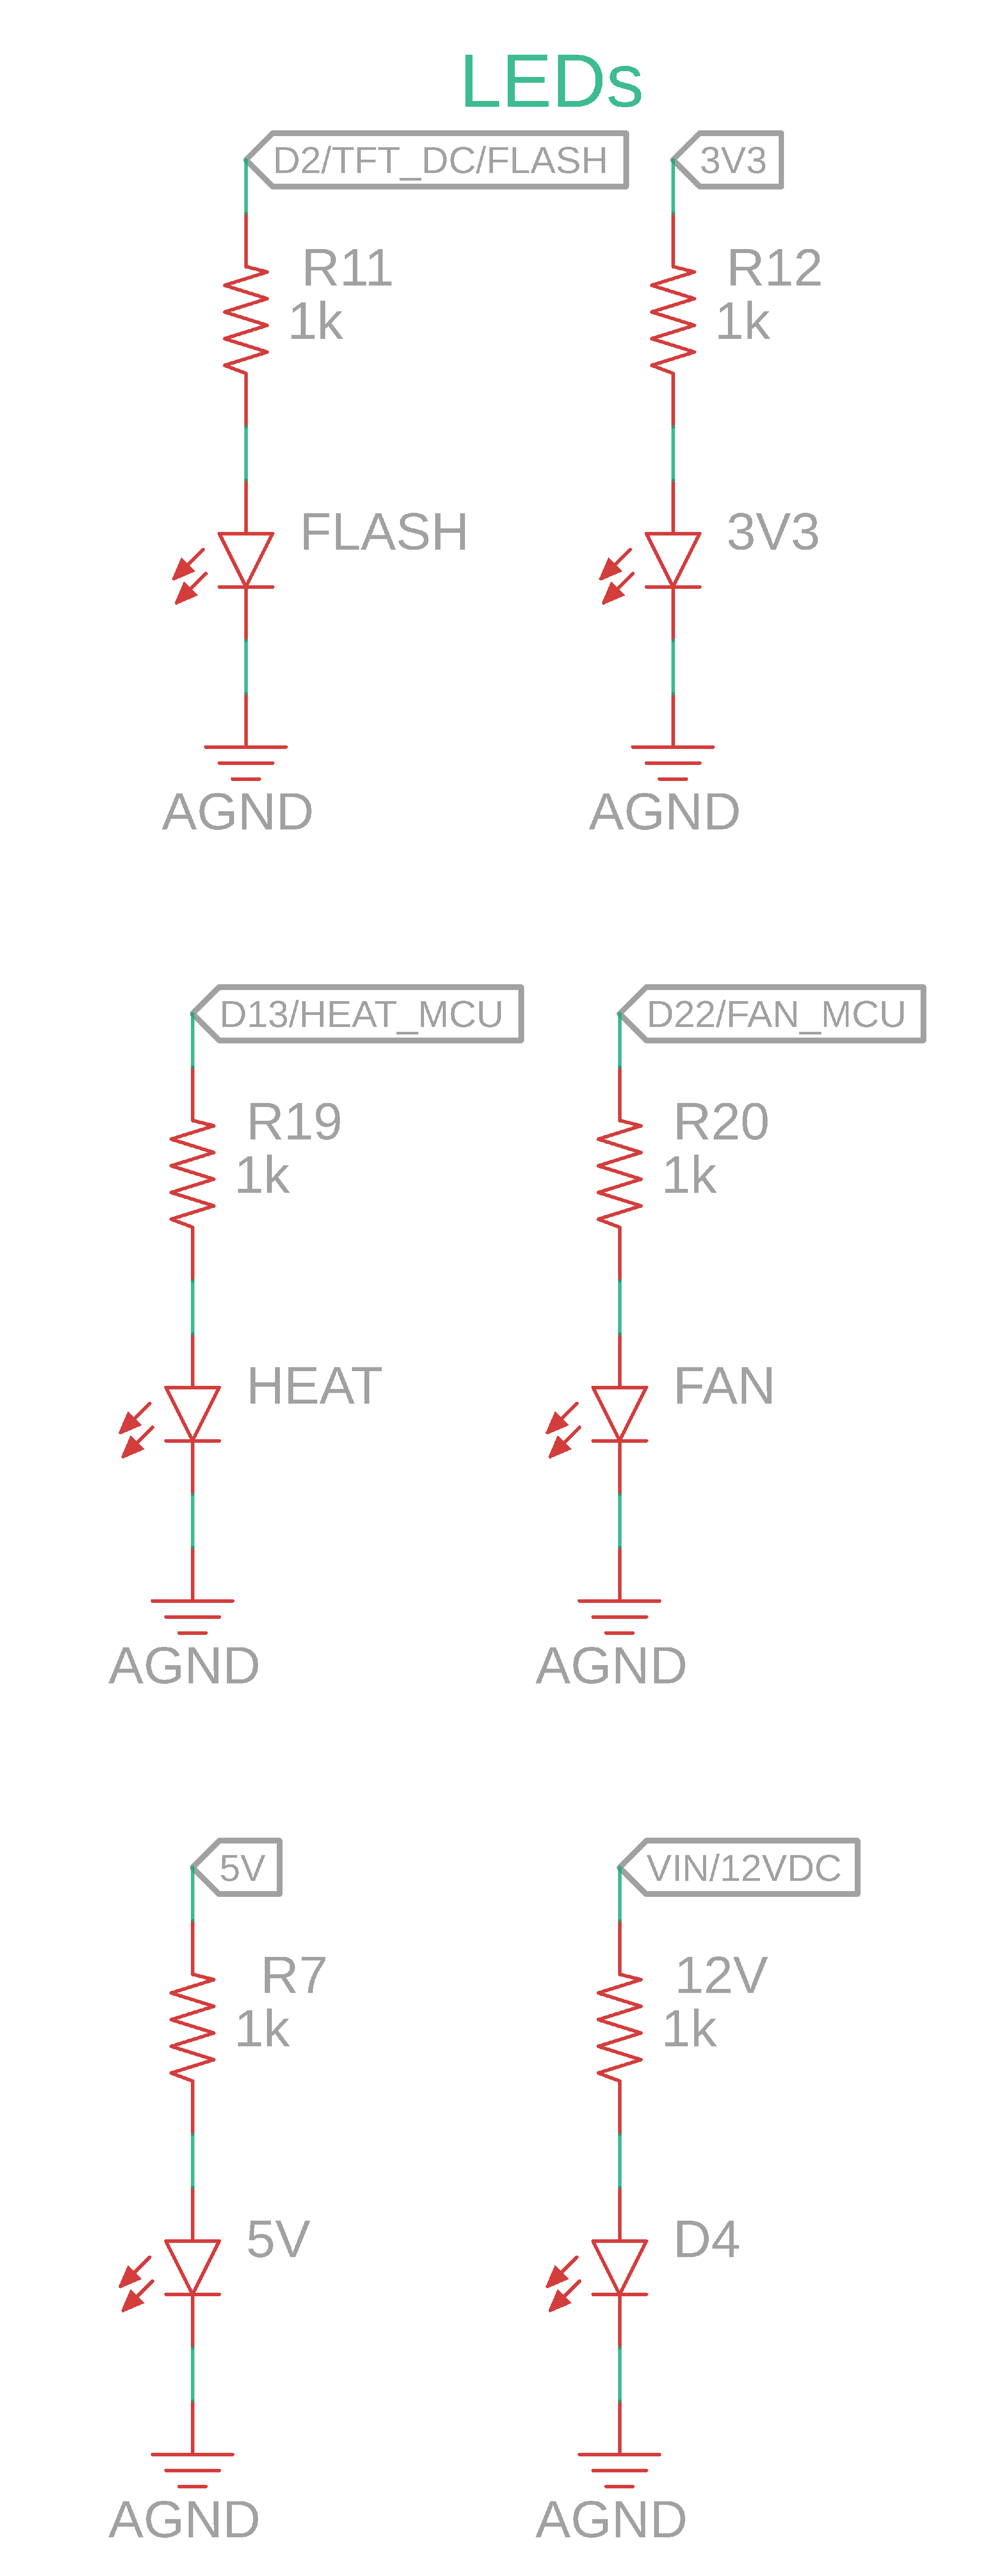 LEDs
D2/TFT_DC/FLASH
3V3
R11
1k
R12
1k
FLASH
3V3
AGND
AGND
D13/HEAT_MCU
D22/FAN_MCU
R19
1k
R20
1k
HEAT
FAN
AGND
AGND
5V
VIN/12VDC
R7
1k
12V
1k
5V
D4
AGND
AGND